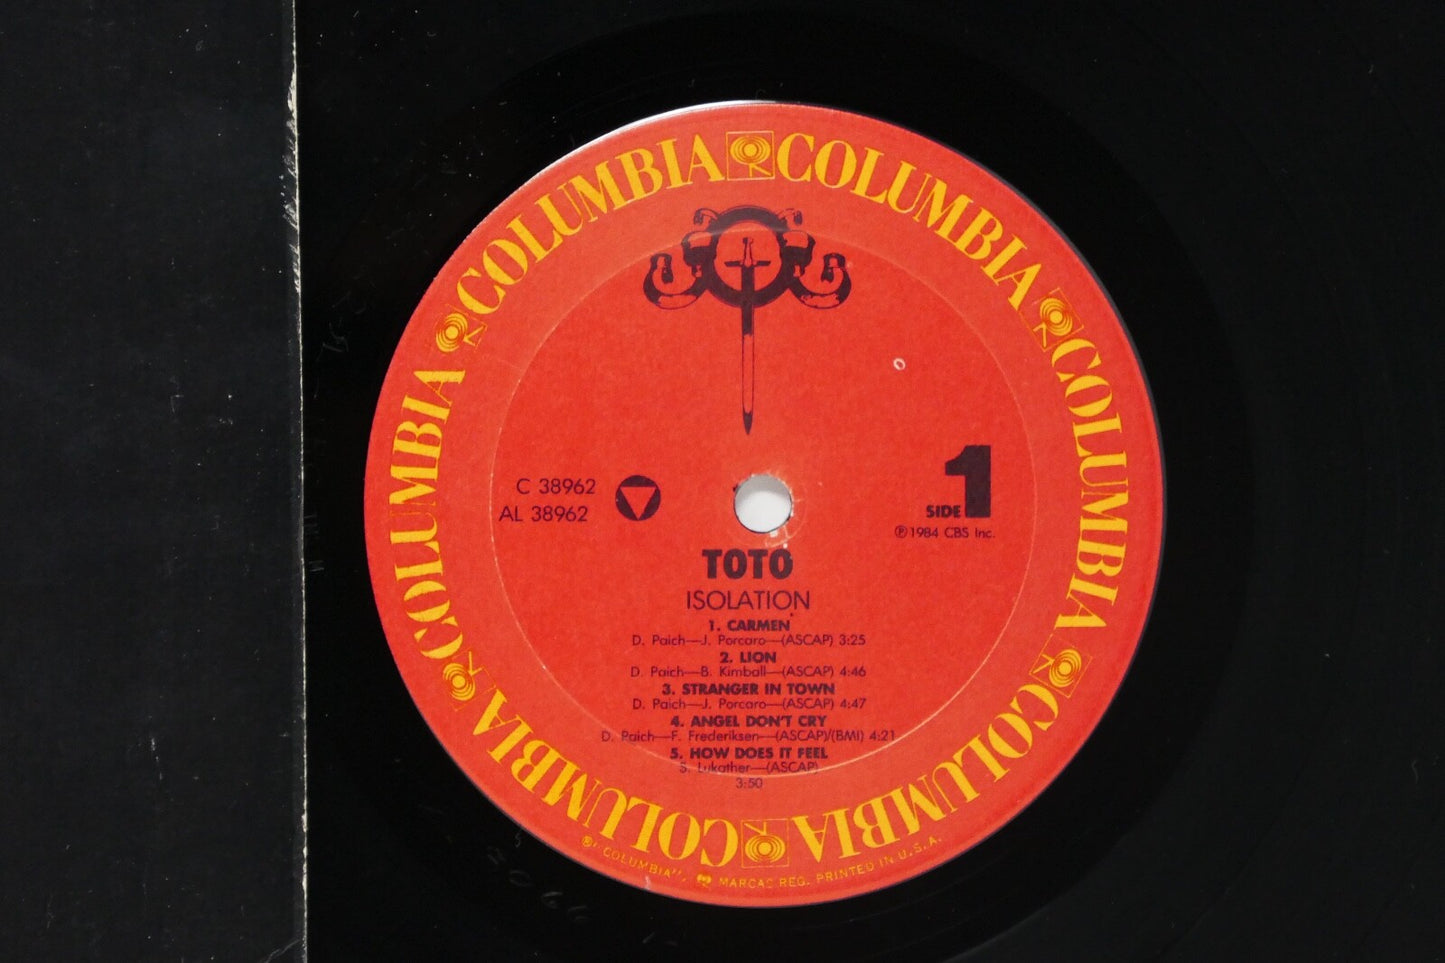 COLUMBIA COLUMBIA COLUMBIA COLUMBIA COLUMBIA COLUMBIA
C 38962
AL 38962
SIDE 1
℗1984 CBS Inc.
TOTO
ISOLATION
1. CARMEN
D. Paich—J. Porcaro—(ASCAP) 3:25
2. LION
D. Paich—B. Kimball—(ASCAP) 4:46
3. STRANGER IN TOWN
D. Paich—J. Porcaro—(ASCAP) 4:47
4. ANGEL DON'T CRY
D. Paich—F. Frederiksen—(ASCAP)/(BMI) 4:21
5. HOW DOES IT FEEL
S. Lukather—(ASCAP)
3:50
®"COLUMBIA", MARCAS REG. PRINTED IN U.S.A.